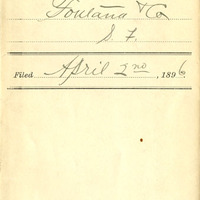 Fontana & Co
S. F.
Filed April 2nd, 1896